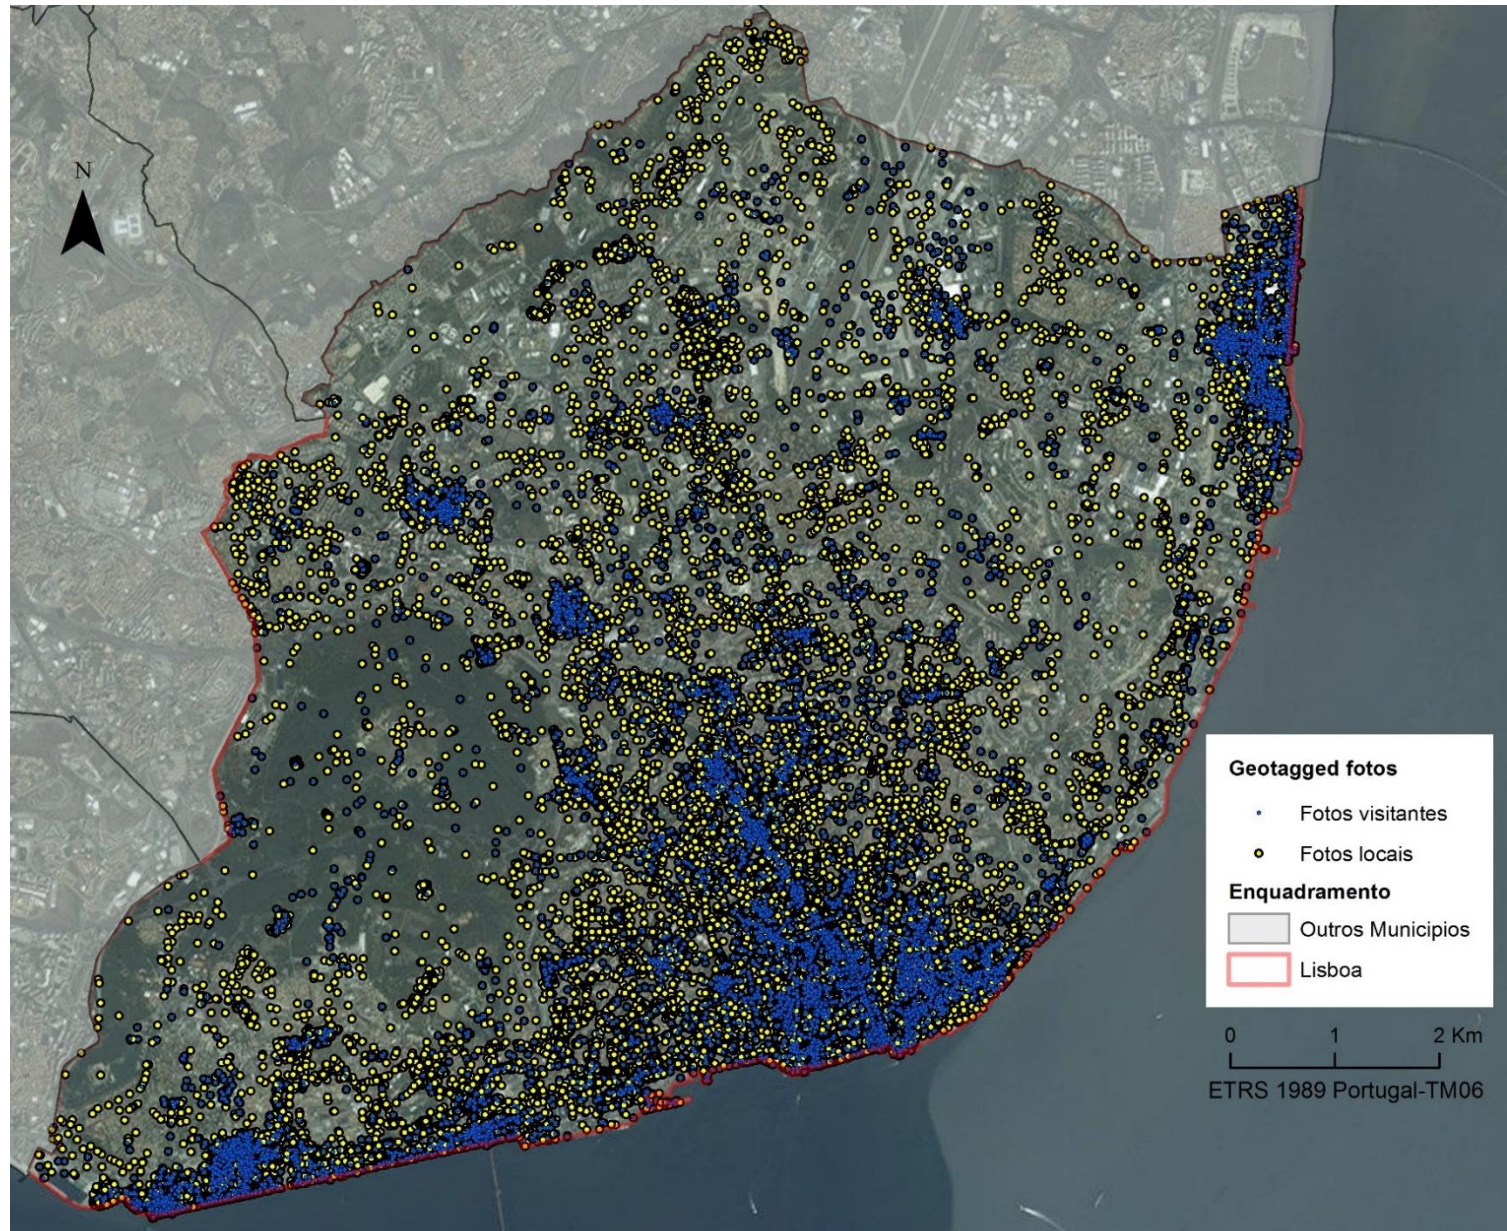 N
Geotagged fotos
Fotos visitantes
Fotos locais
Enquadramento
Outros Municipios
Lisboa
0 1 2 Km
ETRS 1989 Portugal-TM06